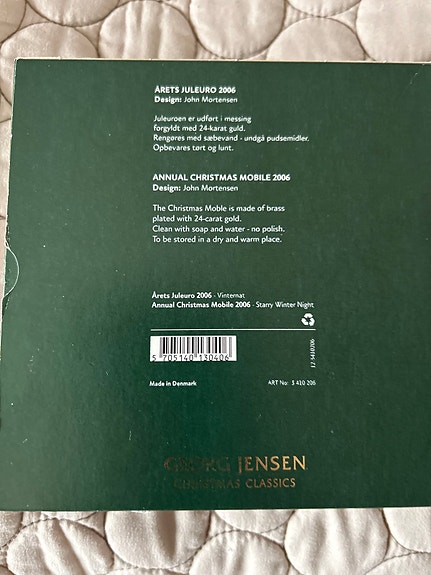 ÅRETS JULEURO 2006
Design: John Mortensen
Juleuroen er udført i messing
forgyldt med 24-karat guld.
Rengøres med sæbevand - undgå pudsemidler.
Opbevares tørt og lunt.
ANNUAL CHRISTMAS MOBILE 2006
Design: John Mortensen
The Christmas Moble is made of brass
plated with 24-carat gold.
Clean with soap and water - no polish.
To be stored in a dry and warm place.
Årets Juleuro 2006 · Vinternat
Annual Christmas Mobile 2006 · Starry Winter Night
5 705140 130406
12-3410206
Made in Denmark
ART No: 3 410 206
GEORG JENSEN
CHRISTMAS CLASSICS